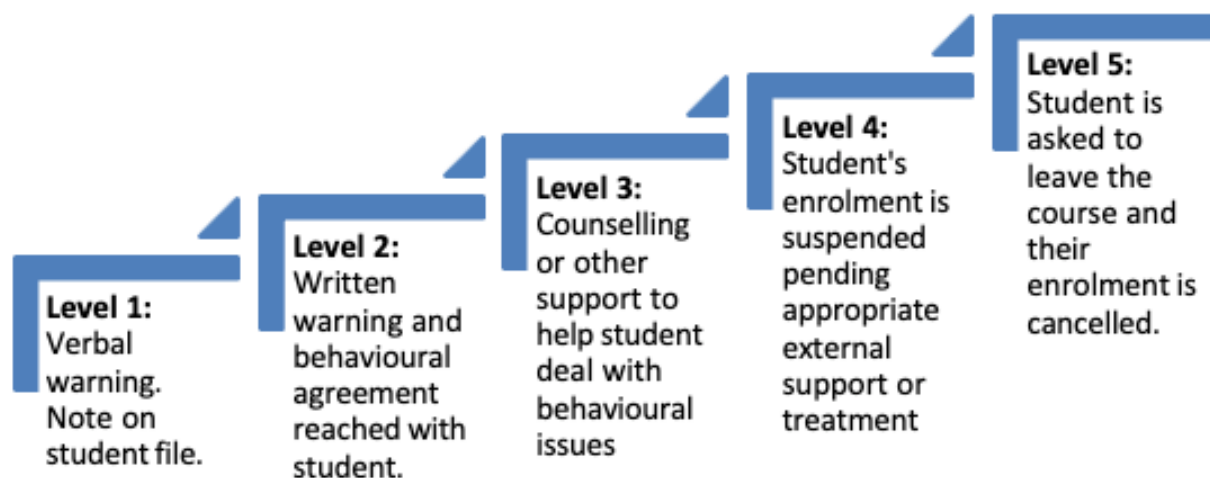 Level 1:
Verbal
warning.
Note on
student file.
Level 2:
Written
warning and
behavioural
agreement
reached with
student.
Level 3:
Counselling
or other
support to
help student
deal with
behavioural
issues
Level 4:
Student's
enrolment is
suspended
pending
appropriate
external
support or
treatment
Level 5:
Student is
asked to
leave the
course and
their
enrolment is
cancelled.